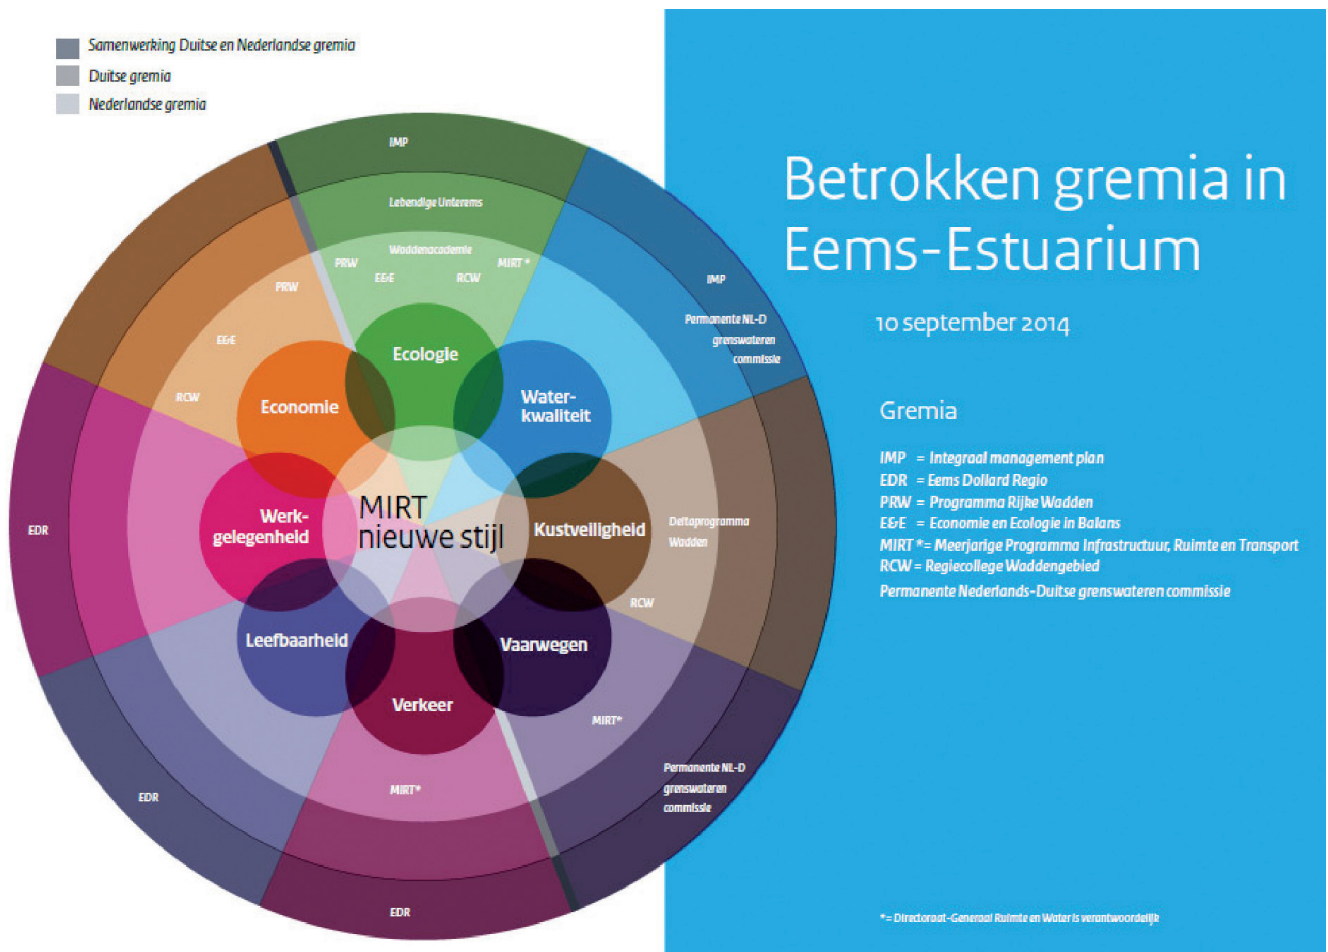 Samenwerking Duitse en Nederlandse gremia
Duitse gremia
Nederlandse gremia
Betrokken gremia in
Eems-Estuarium
10 september 2014
Gremia
IMP = Integraal management plan
EDR = Eems Dollard Regio
PRW = Programma Rijke Wadden
E&E = Economie en Ecologie in Balans
MIRT *= Meerjarige Programma Infrastructuur, Ruimte en Transport
RCW = Regiecollege Waddengebied
Permanente Nederlands-Duitse grenswateren commissie
*= Directoraat-Generaal Ruimte en Water is verantwoordelijk
IMP
Lebendige Unterems
Waddenacademie
PRW
E&E
RCW
MIRT *
Ecologie
IMP
Permanente NL-D
grenswateren
commissie
Water-
kwaliteit
Deltaprogramma
Wadden
RCW
Kustveiligheid
MIRT*
Permanente NL-D
grenswateren
commissie
Vaarwegen
Verkeer
MIRT*
EDR
Leefbaarheid
EDR
Werk-
gelegenheid
EDR
Economie
PRW
E&E
RCW
MIRT
nieuwe stijl